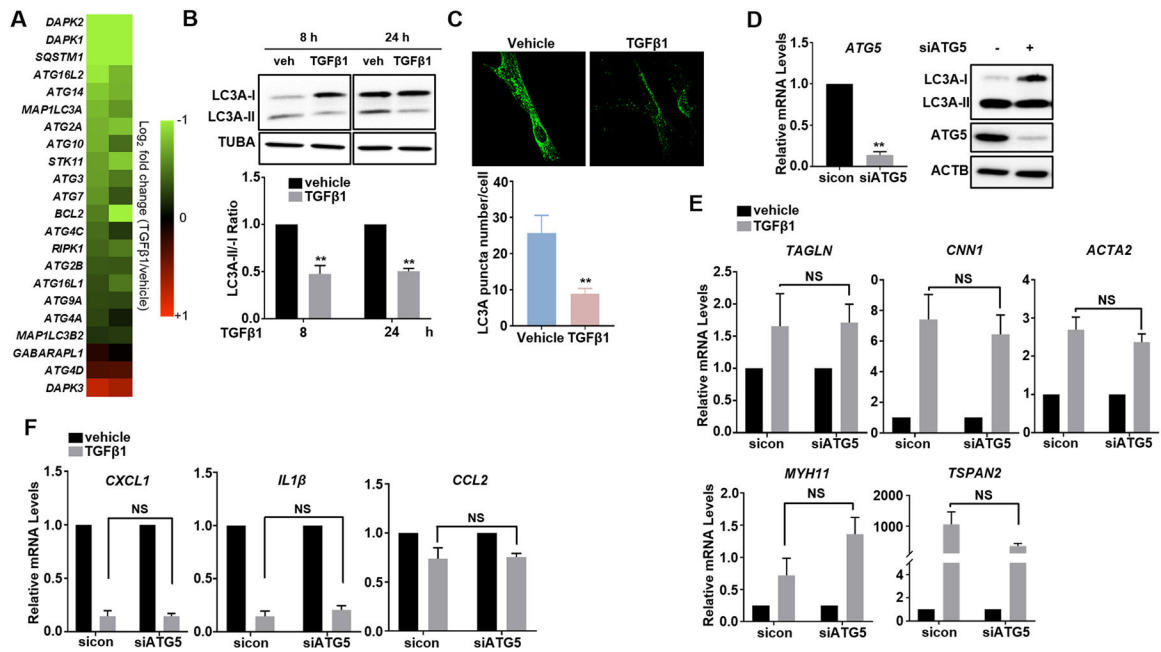 A
DAPK2
DAPK1
SQSTM1
ATG16L2
ATG14
MAP1LC3A
ATG2A
ATG10
STK11
ATG3
ATG7
BCL2
ATG4C
RIPK1
ATG2B
ATG16L1
ATG9A
ATG4A
MAP1LC3B2
GABARAPL1
ATG4D
DAPK3
-1
0
+1
Log2 fold change (TGFβ1/vehicle)
B
8 h 24 h
veh TGFβ1 veh TGFβ1
LC3A-I
LC3A-II
TUBA
vehicle
TGFβ1
LC3A-II/-I Ratio
1.5
1.0
0.5
0.0
** **
TGFβ1 8 24 h
C
Vehicle TGFβ1
LC3A puncta number/cell
40
30
20
10
0
**
Vehicle TGFβ1
D
ATG5
Relative mRNA Levels
1.5
1.0
0.5
0.0
**
sicon siATG5
siATG5 - +
LC3A-I
LC3A-II
ATG5
ACTB
E
vehicle
TGFβ1
TAGLN
Relative mRNA Levels
2.5
2.0
1.5
1.0
0.5
0.0
NS
sicon siATG5
CNN1
10
8
6
4
2
0
NS
sicon siATG5
ACTA2
4
3
2
1
0
NS
sicon siATG5
MYH11
Relative mRNA Levels
2.0
1.5
1.0
0.5
0.0
NS
sicon siATG5
TSPAN2
2000
1000
6
4
2
0
NS
sicon siATG5
F
vehicle
TGFβ1
CXCL1
Relative mRNA Levels
1.5
1.0
0.5
0.0
NS
sicon siATG5
IL1β
1.5
1.0
0.5
0.0
NS
sicon siATG5
CCL2
1.5
1.0
0.5
0.0
NS
sicon siATG5